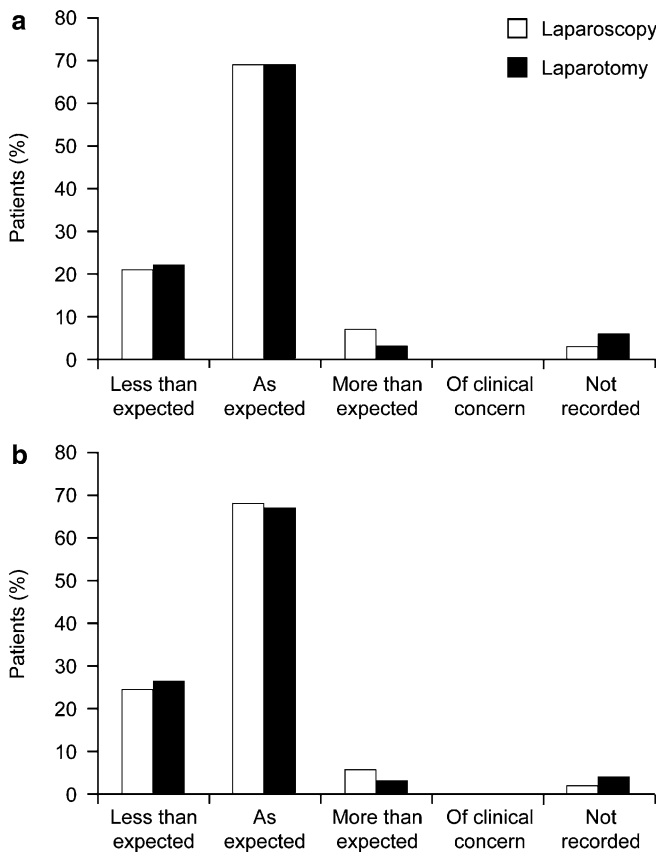 a
Laparoscopy
Laparotomy
Patients (%)
80
70
60
50
40
30
20
10
0
Less than expected
As expected
More than expected
Of clinical concern
Not recorded
b
Patients (%)
80
70
60
50
40
30
20
10
0
Less than expected
As expected
More than expected
Of clinical concern
Not recorded